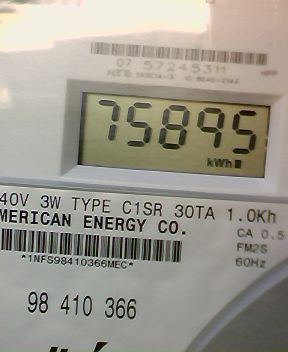 07 57245311
75895
kWh
40V 3W TYPE C1SR 30TA 1.0Kh
MERICAN ENERGY CO.
CA 0.5
FM2S
60Hz
*1NFS98410366MEC*
98 410 366